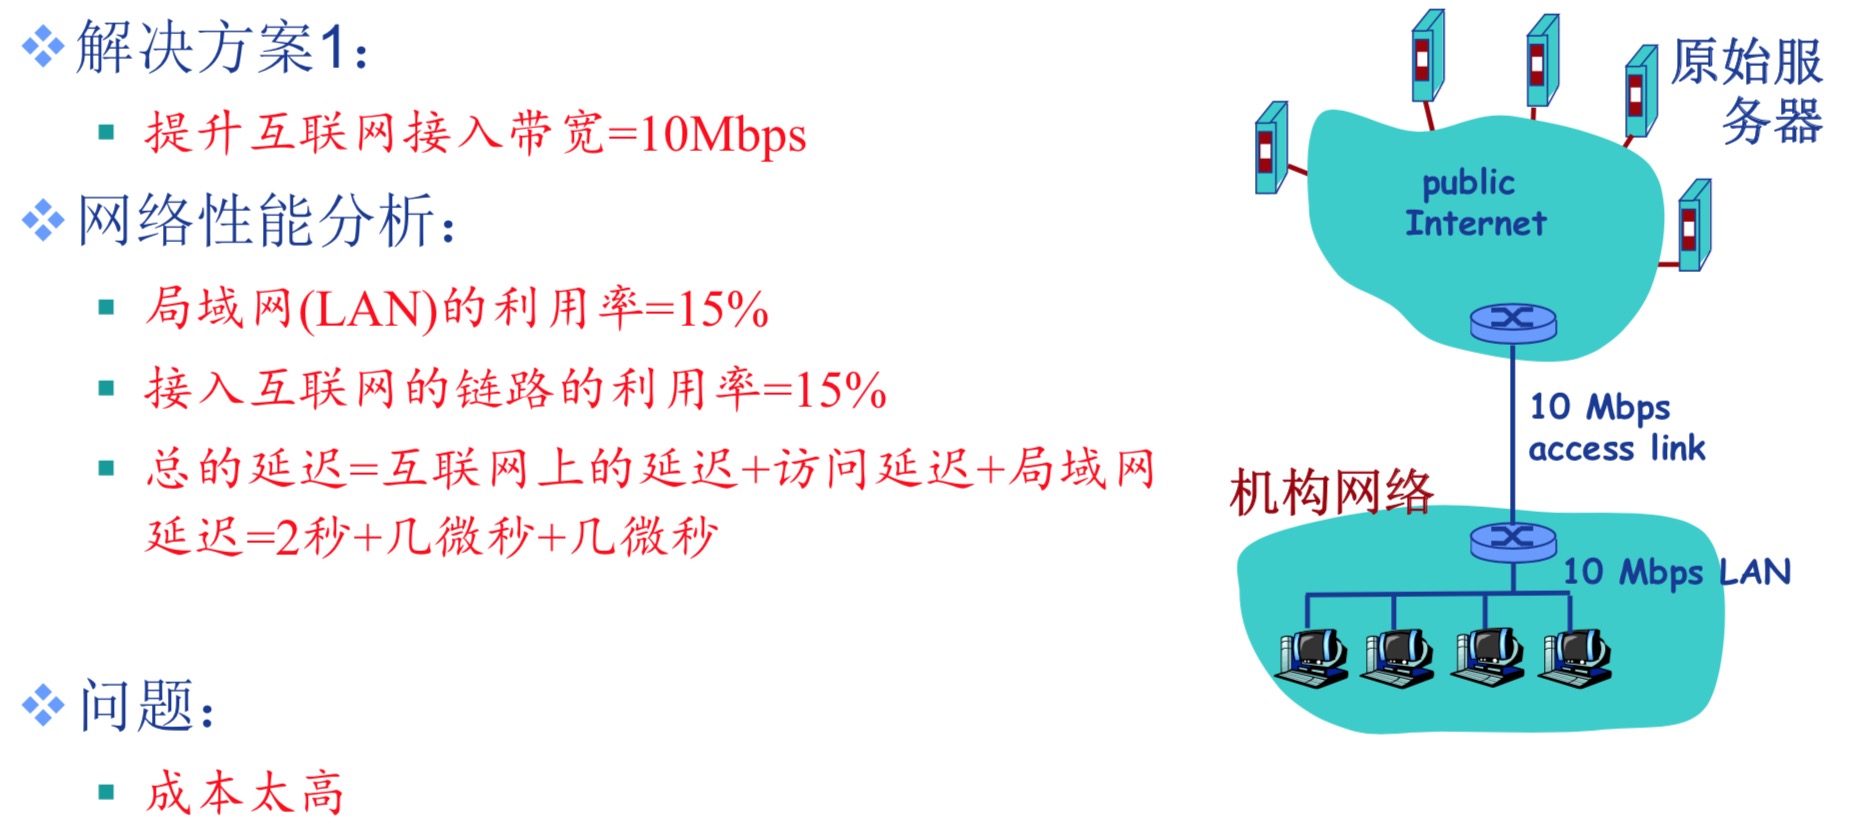 解决方案1：
提升互联网接入带宽=10Mbps
网络性能分析：
局域网(LAN)的利用率=15%
接入互联网的链路的利用率=15%
总的延迟=互联网上的延迟+访问延迟+局域网
延迟=2秒+几微秒+几微秒
问题：
成本太高
原始服
务器
public
Internet
10 Mbps
access link
机构网络
10 Mbps LAN